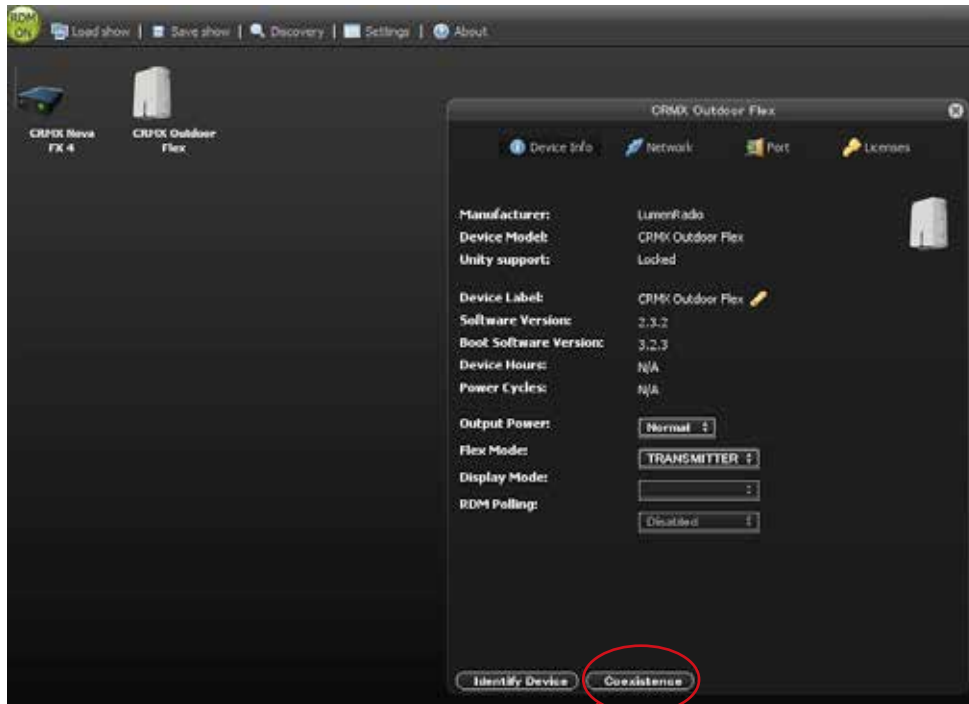 RDM
ON
Load show | Save show | Discovery | Settings | About
CRMX Nova
FX 4
CRMX Outdoor
Flex
CRMX Outdoor Flex
Device Info Network Port Licenses
Manufacturer: LumenRadio
Device Model: CRMX Outdoor Flex
Unity support: Locked
Device Label: CRMX Outdoor Flex
Software Version: 2.3.2
Boot Software Version: 3.2.3
Device Hours: N/A
Power Cycles: N/A
Output Power: Normal
Flex Mode: TRANSMITTER
Display Mode:
RDM Polling: Disabled
Identify Device Coexistence